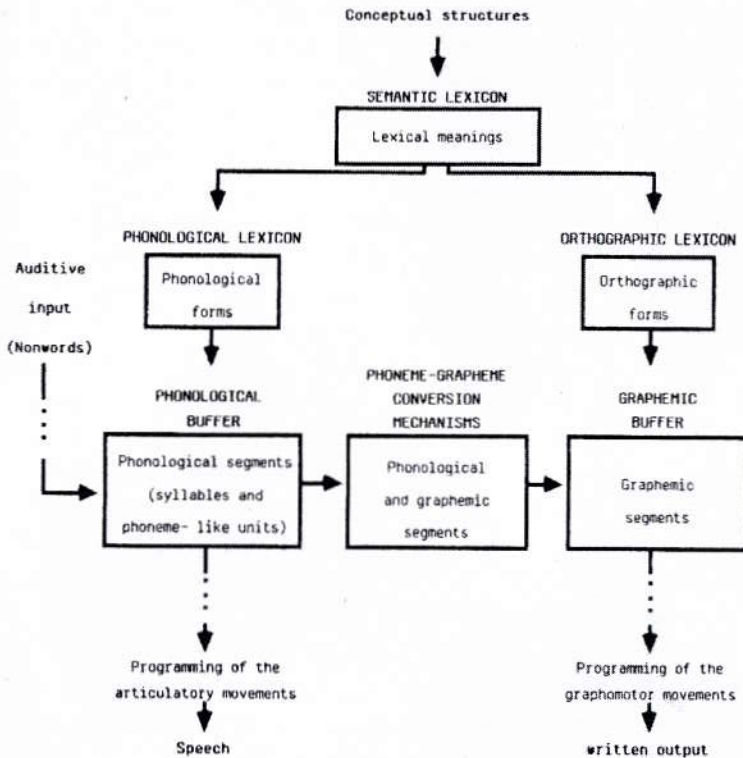 Conceptual structures
SEMANTIC LEXICON
Lexical meanings
PHONOLOGICAL LEXICON
Phonological
forms
ORTHOGRAPHIC LEXICON
Orthographic
forms
Auditive
input
(Nonwords)
PHONOLOGICAL
BUFFER
Phonological segments
(syllables and
phoneme- like units)
PHONEME-GRAPHEME
CONVERSION
MECHANISMS
Phonological
and graphemic
segments
GRAPHEMIC
BUFFER
Graphemic
segments
Programming of the
articulatory movements
Speech
Programming of the
graphomotor movements
written output